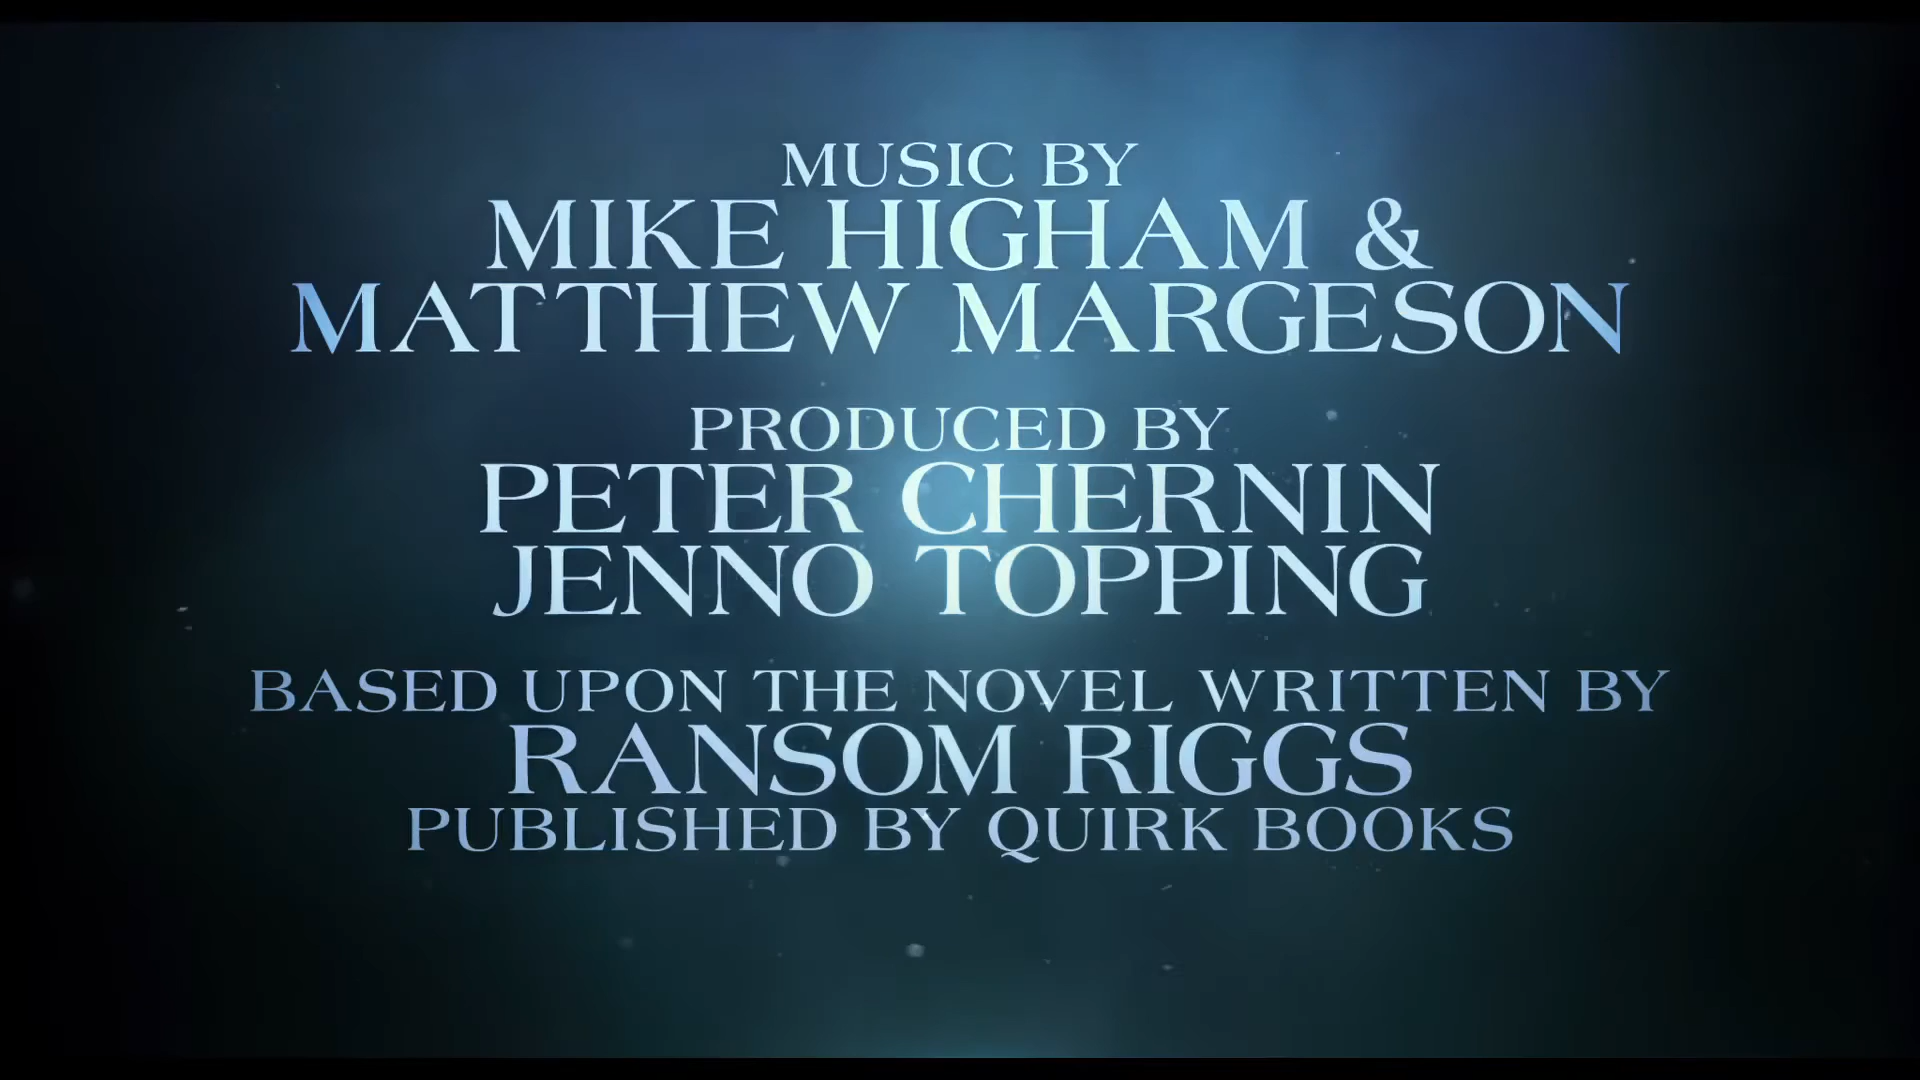 MUSIC BY
MIKE HIGHAM &
MATTHEW MARGESON
PRODUCED BY
PETER CHERNIN
JENNO TOPPING
BASED UPON THE NOVEL WRITTEN BY
RANSOM RIGGS
PUBLISHED BY QUIRK BOOKS